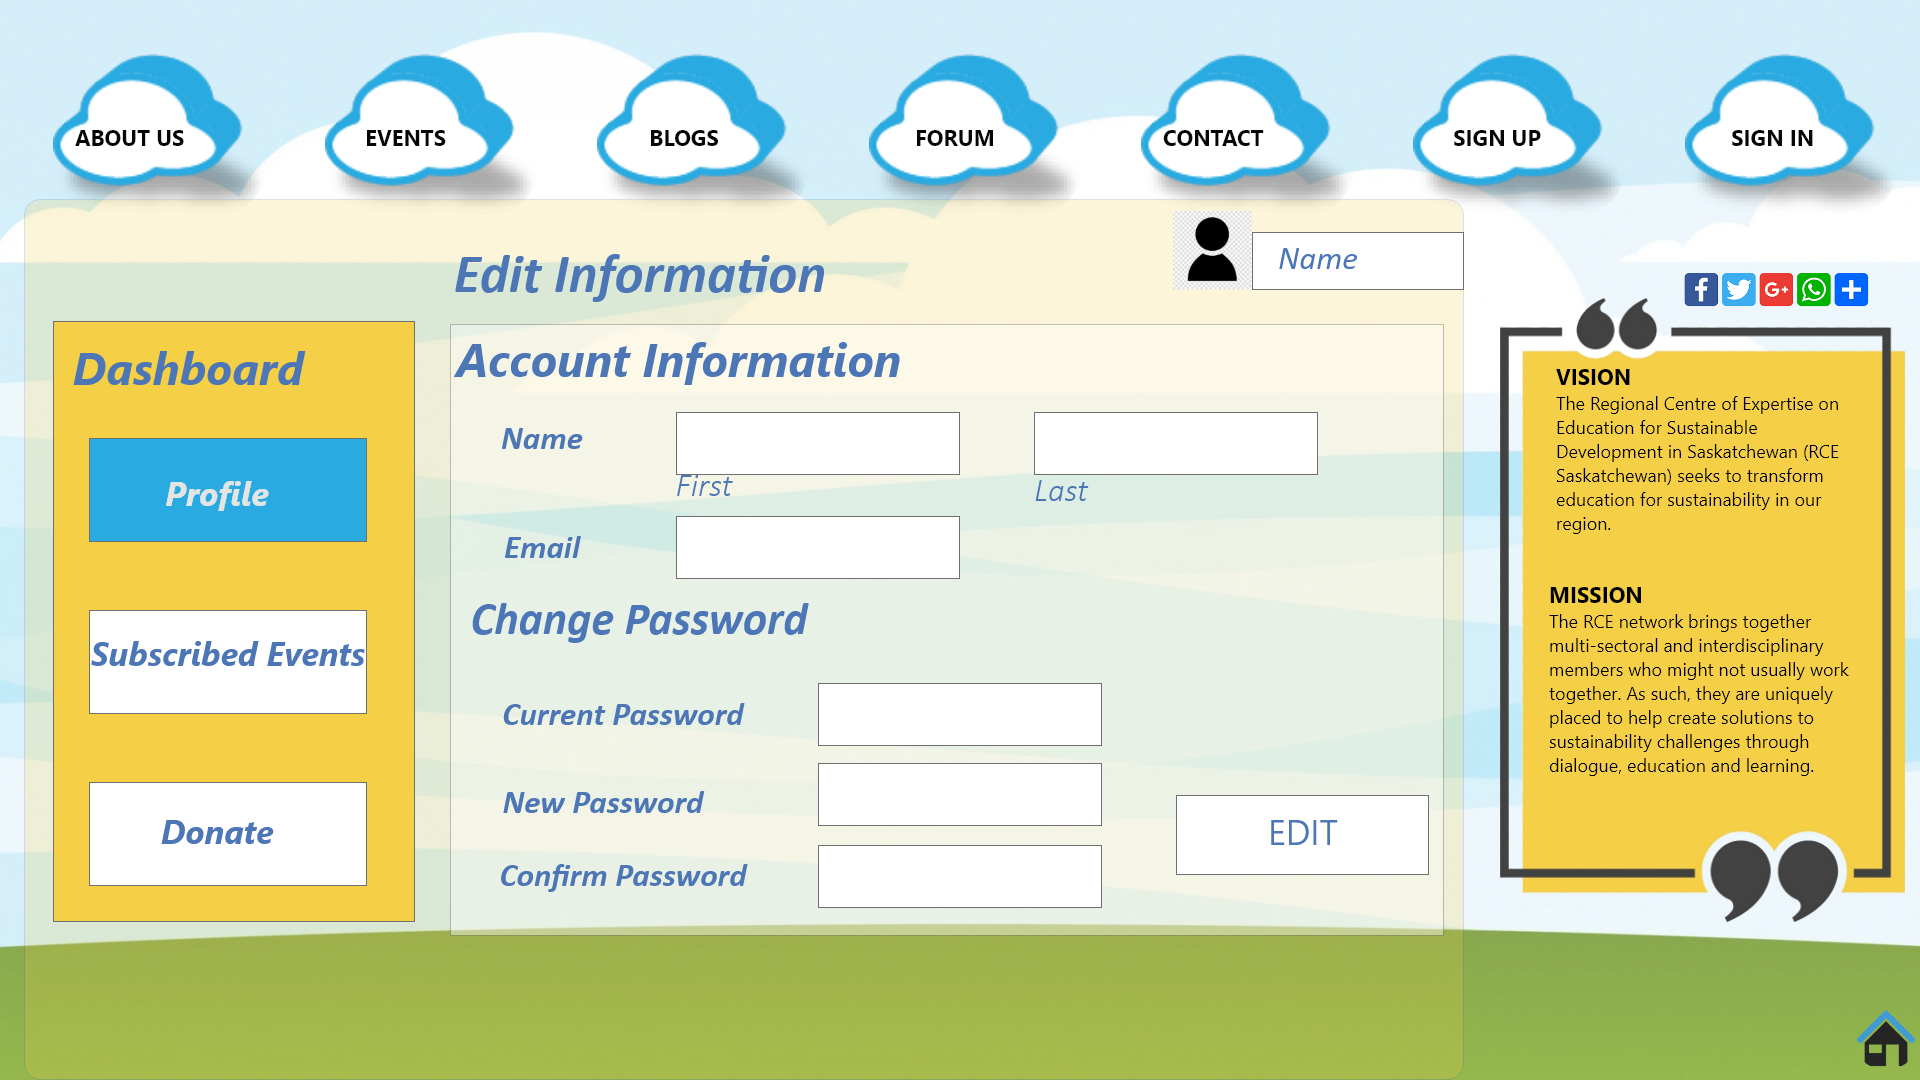 ABOUT US
EVENTS
BLOGS
FORUM
CONTACT
SIGN UP
SIGN IN
Name
Edit Information
Dashboard
Profile
Subscribed Events
Donate
Account Information
Name
First
Last
Email
Change Password
Current Password
New Password
Confirm Password
EDIT
VISION
The Regional Centre of Expertise on
Education for Sustainable
Development in Saskatchewan (RCE
Saskatchewan) seeks to transform
education for sustainability in our
region.
MISSION
The RCE network brings together
multi-sectoral and interdisciplinary
members who might not usually work
together. As such, they are uniquely
placed to help create solutions to
sustainability challenges through
dialogue, education and learning.